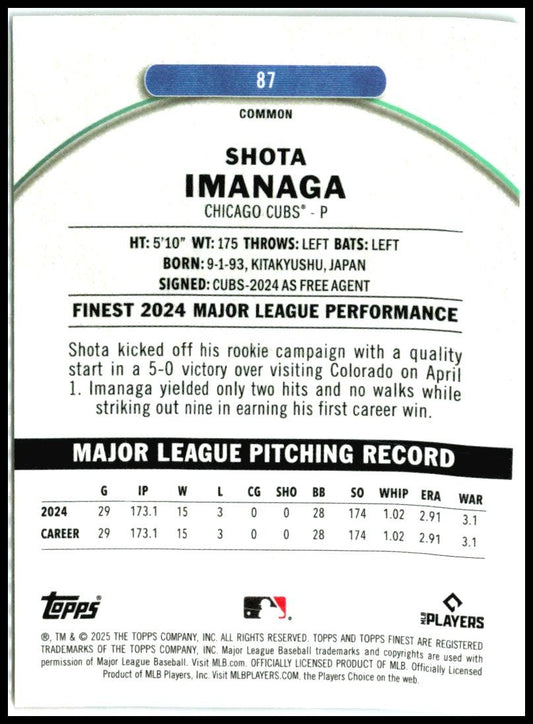 87
COMMON
SHOTA
IMANAGA
CHICAGO CUBS® - P
HT: 5'10" WT: 175 THROWS: LEFT BATS: LEFT
BORN: 9-1-93, KITAKYUSHU, JAPAN
SIGNED: CUBS-2024 AS FREE AGENT
FINEST 2024 MAJOR LEAGUE PERFORMANCE
Shota kicked off his rookie campaign with a quality
start in a 5-0 victory over visiting Colorado on April
1. Imanaga yielded only two hits and no walks while
striking out nine in earning his first career win.
MAJOR LEAGUE PITCHING RECORD
G IP W L CG SHO BB SO WHIP ERA WAR
2024 29 173.1 15 3 0 0 28 174 1.02 2.91 3.1
CAREER 29 173.1 15 3 0 0 28 174 1.02 2.91 3.1
Topps® MLB PLAYERS
®, TM & © 2025 THE TOPPS COMPANY, INC. ALL RIGHTS RESERVED. TOPPS AND TOPPS FINEST ARE REGISTERED
TRADEMARKS OF THE TOPPS COMPANY, INC. Major League Baseball trademarks and copyrights are used with
permission of Major League Baseball. Visit MLB.com. OFFICIALLY LICENSED PRODUCT OF MLB. Officially Licensed
Product of MLB Players, Inc. Visit MLBPLAYERS.COM, the Players Choice on the web.